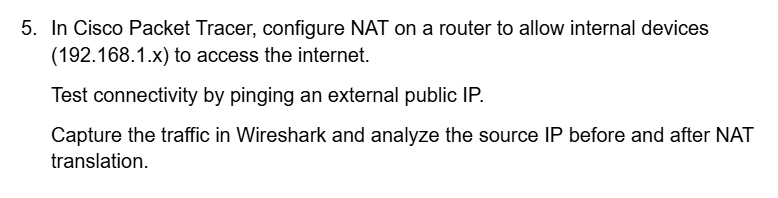 5. In Cisco Packet Tracer, configure NAT on a router to allow internal devices
(192.168.1.x) to access the internet.
Test connectivity by pinging an external public IP.
Capture the traffic in Wireshark and analyze the source IP before and after NAT
translation.